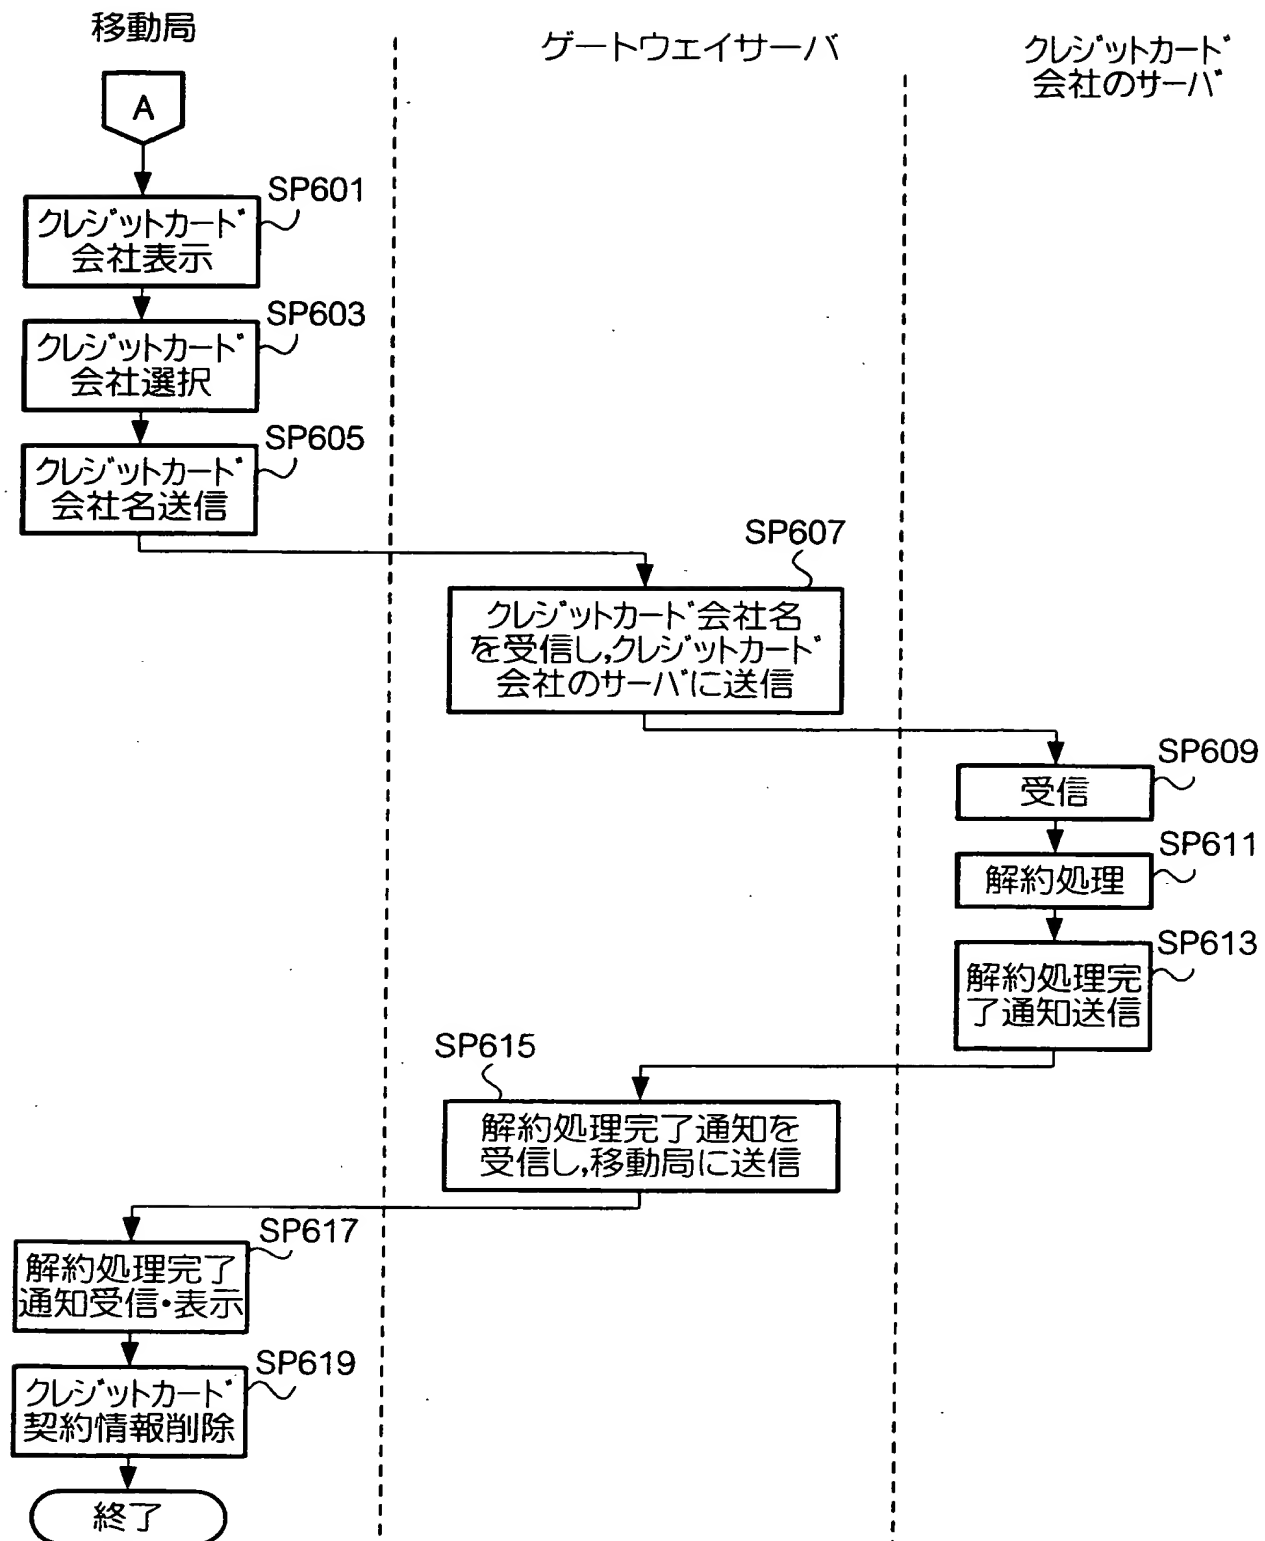 移動局
ゲートウェイサーバ
クレジットカード
会社のサーバ
A
SP601
クレジットカード
会社表示
SP603
クレジットカード
会社選択
SP605
クレジットカード
会社名送信
SP607
クレジットカード会社名
を受信し,クレジットカード
会社のサーバに送信
SP609
受信
SP611
解約処理
SP613
解約処理完
了通知送信
SP615
解約処理完了通知を
受信し,移動局に送信
SP617
解約処理完了
通知受信・表示
SP619
クレジットカード
契約情報削除
終了